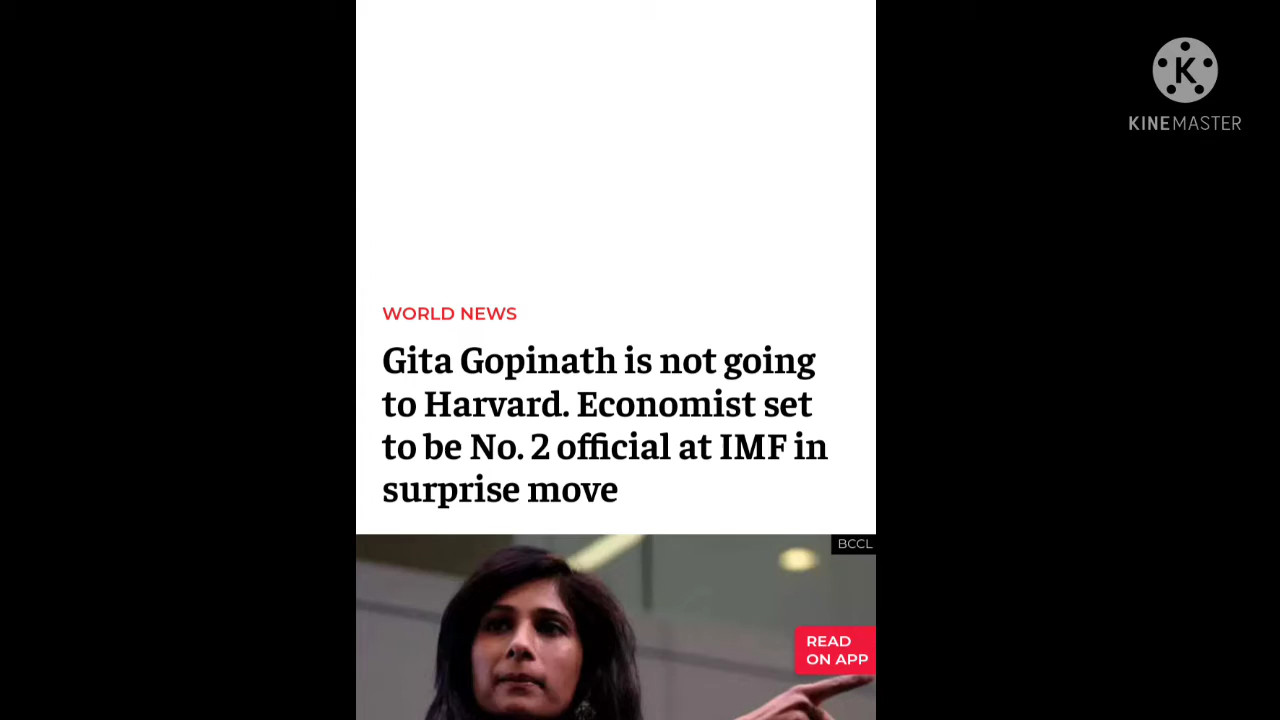 K
KINEMASTER
WORLD NEWS
Gita Gopinath is not going
to Harvard. Economist set
to be No. 2 official at IMF in
surprise move
BCCL
READ
ON APP